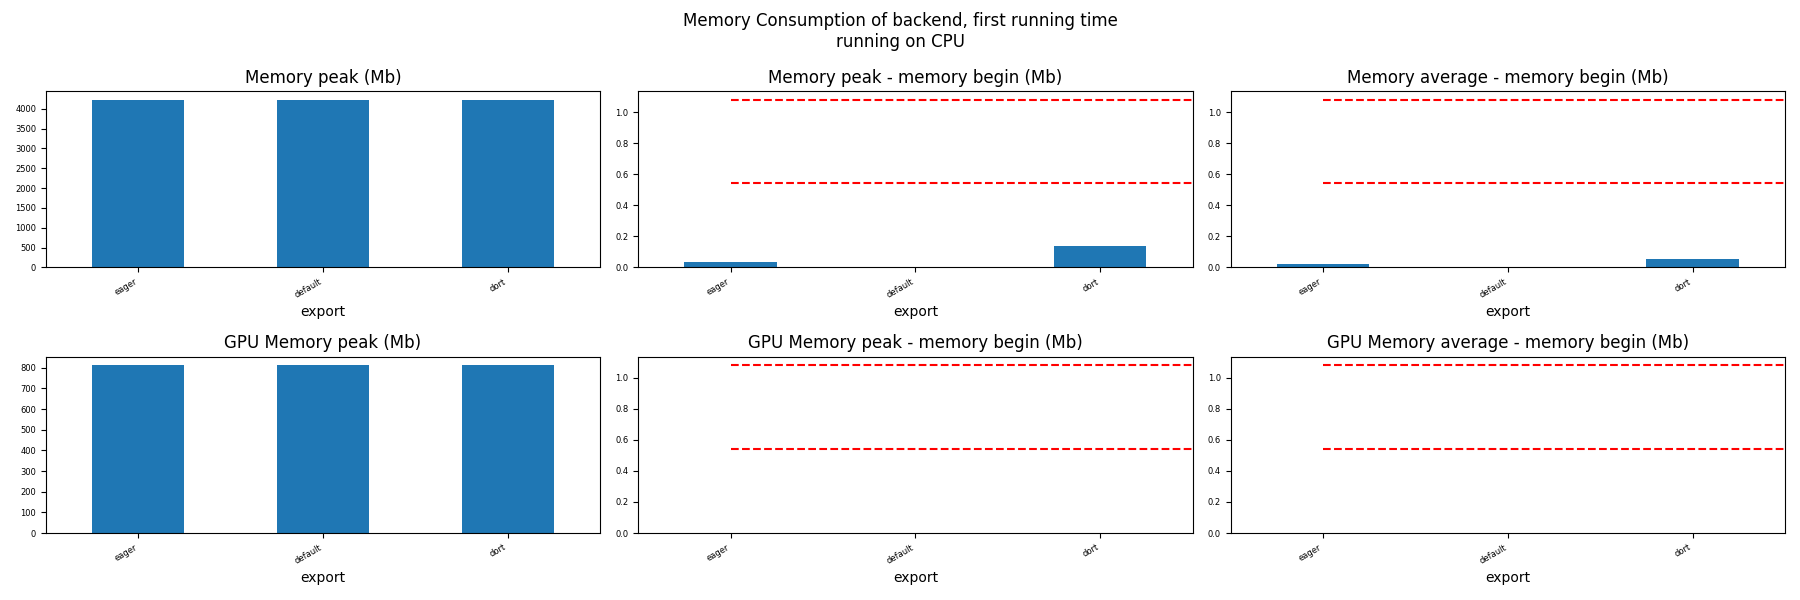 Memory Consumption of backend, first running time
running on CPU
Memory peak (Mb)
4000
3500
3000
2500
2000
1500
1000
500
0
eager
default
dort
export
Memory peak - memory begin (Mb)
1.0
0.8
0.6
0.4
0.2
0.0
eager
default
dort
export
Memory average - memory begin (Mb)
1.0
0.8
0.6
0.4
0.2
0.0
eager
default
dort
export
GPU Memory peak (Mb)
800
700
600
500
400
300
200
100
0
eager
default
dort
export
GPU Memory peak - memory begin (Mb)
1.0
0.8
0.6
0.4
0.2
0.0
eager
default
dort
export
GPU Memory average - memory begin (Mb)
1.0
0.8
0.6
0.4
0.2
0.0
eager
default
dort
export